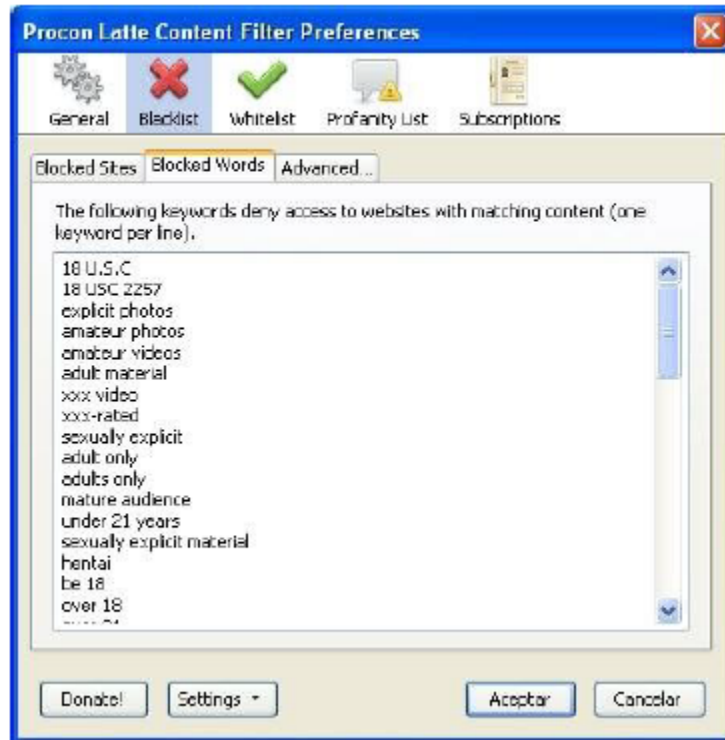 Procon Latte Content Filter Preferences
General Blacklist Whitelist Profanity List Subscriptions
Blocked Sites Blocked Words Advanced...
The following keywords deny access to websites with matching content (one
keyword per line).
18 U.S.C
18 USC 2257
explicit photos
amateur photos
amateur videos
adult material
xxx video
xxx-rated
sexually explicit
adult only
adults only
mature audience
under 21 years
sexually explicit material
hentai
be 18
over 18
Donate! Settings Aceptar Cancelar